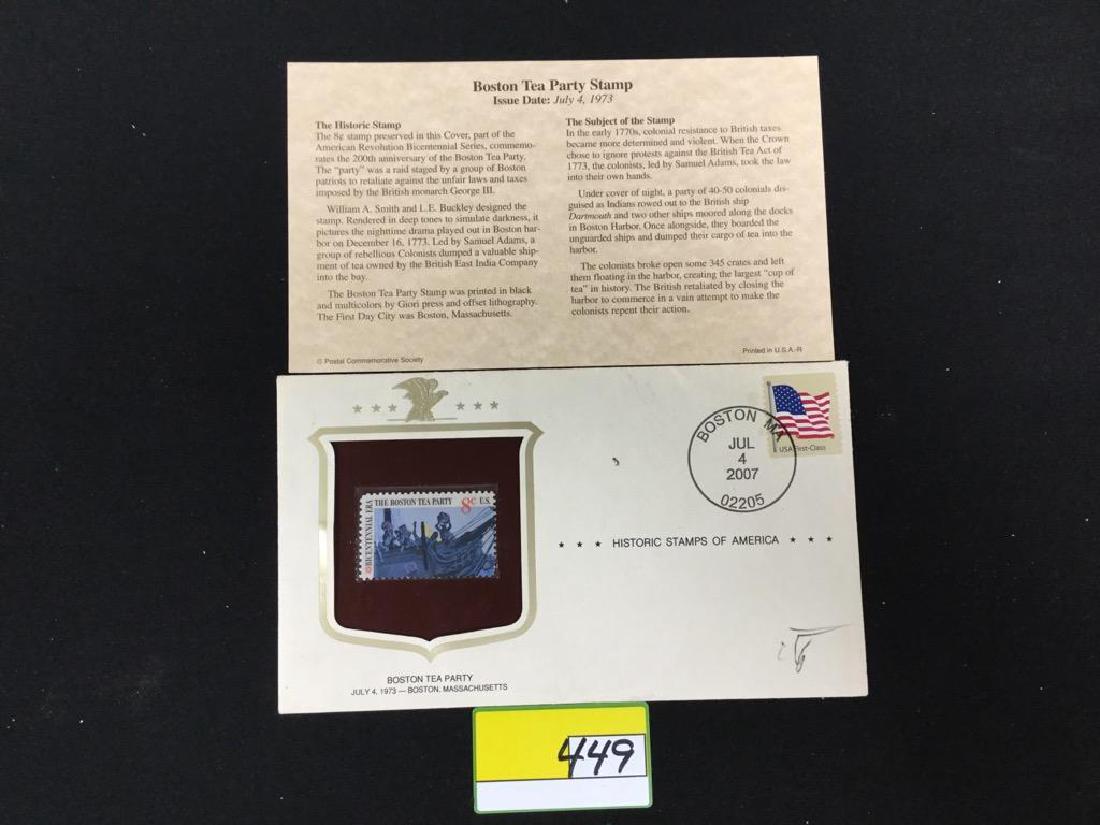 Boston Tea Party Stamp
Issue Date: July 4, 1973
The Historic Stamp
The 8¢ stamp preserved in this Cover, part of the
American Revolution Bicentennial Series, commemo-
rates the 200th anniversary of the Boston Tea Party.
The "party" was a raid staged by a group of Boston
patriots to retaliate against the unfair laws and taxes
imposed by the British monarch George III.
William A. Smith and L.E. Buckley designed the
stamp. Rendered in deep tones to simulate darkness, it
pictures the nighttime drama played out in Boston har-
bor on December 16, 1773. Led by Samuel Adams, a
group of rebellious Colonists dumped a valuable ship-
ment of tea owned by the British East India Company
into the bay.
The Boston Tea Party Stamp was printed in black
and multicolors by Giori press and offset lithography.
The First Day City was Boston, Massachusetts.
© Postal Commemorative Society
The Subject of the Stamp
In the early 1770s, colonial resistance to British taxes
became more determined and violent. When the Crown
chose to ignore protests against the British Tea Act of
1773, the colonists, led by Samuel Adams, took the law
into their own hands.
Under cover of night, a party of 40-50 colonials dis-
guised as Indians rowed out to the British ship
Dartmouth and two other ships moored along the docks
in Boston Harbor. Once alongside, they boarded the
unguarded ships and dumped their cargo of tea into the
harbor.
The colonists broke open some 345 crates and left
them floating in the harbor, creating the largest "cup of
tea" in history. The British retaliated by closing the
harbor to commerce in a vain attempt to make the
colonists repent their action.
Printed in U.S.A.-R
BOSTON MA
JUL
4
2007
02205
USA First-Class
BICENTENNIAL ERA
THE BOSTON TEA PARTY
8c U.S.
★ ★ ★ HISTORIC STAMPS OF AMERICA ★ ★ ★
BOSTON TEA PARTY
JULY 4, 1973 — BOSTON, MASSACHUSETTS
449